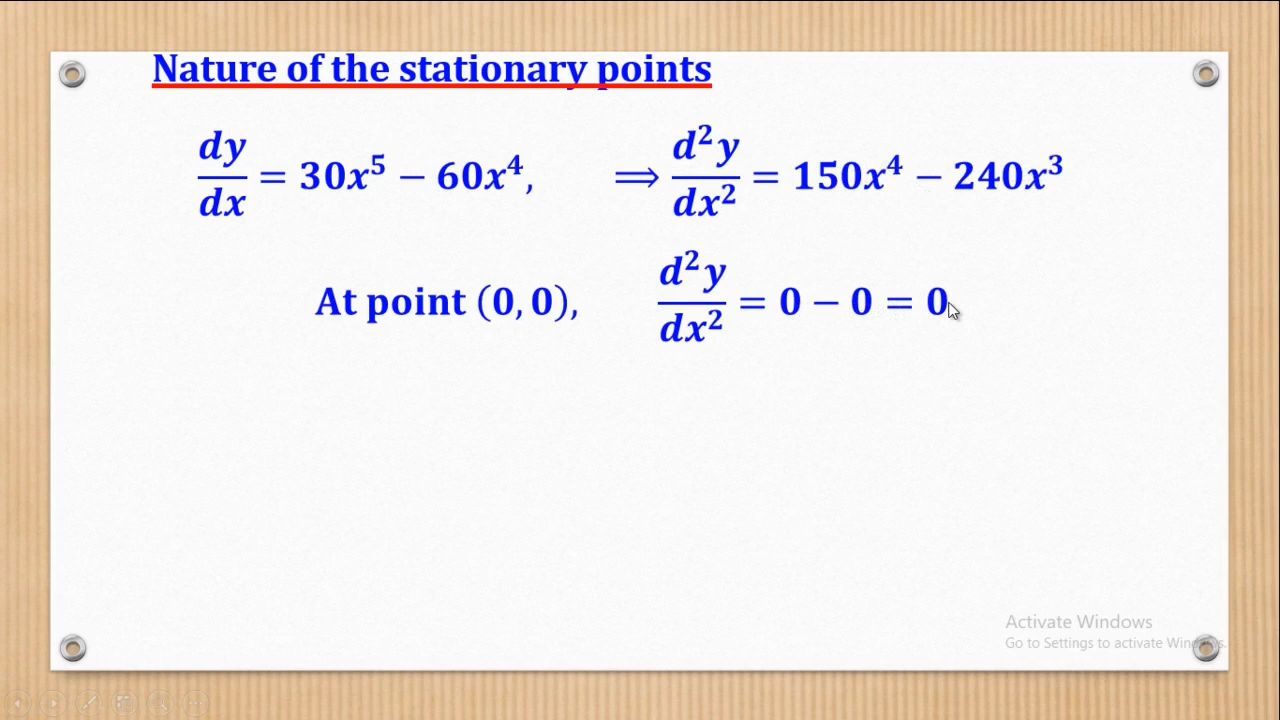 Nature of the stationary points
dy/dx = 30x⁵ − 60x⁴, ⟹ d²y/dx² = 150x⁴ − 240x³
At point (0, 0), d²y/dx² = 0 − 0 = 0
Activate Windows
Go to Settings to activate Windows.